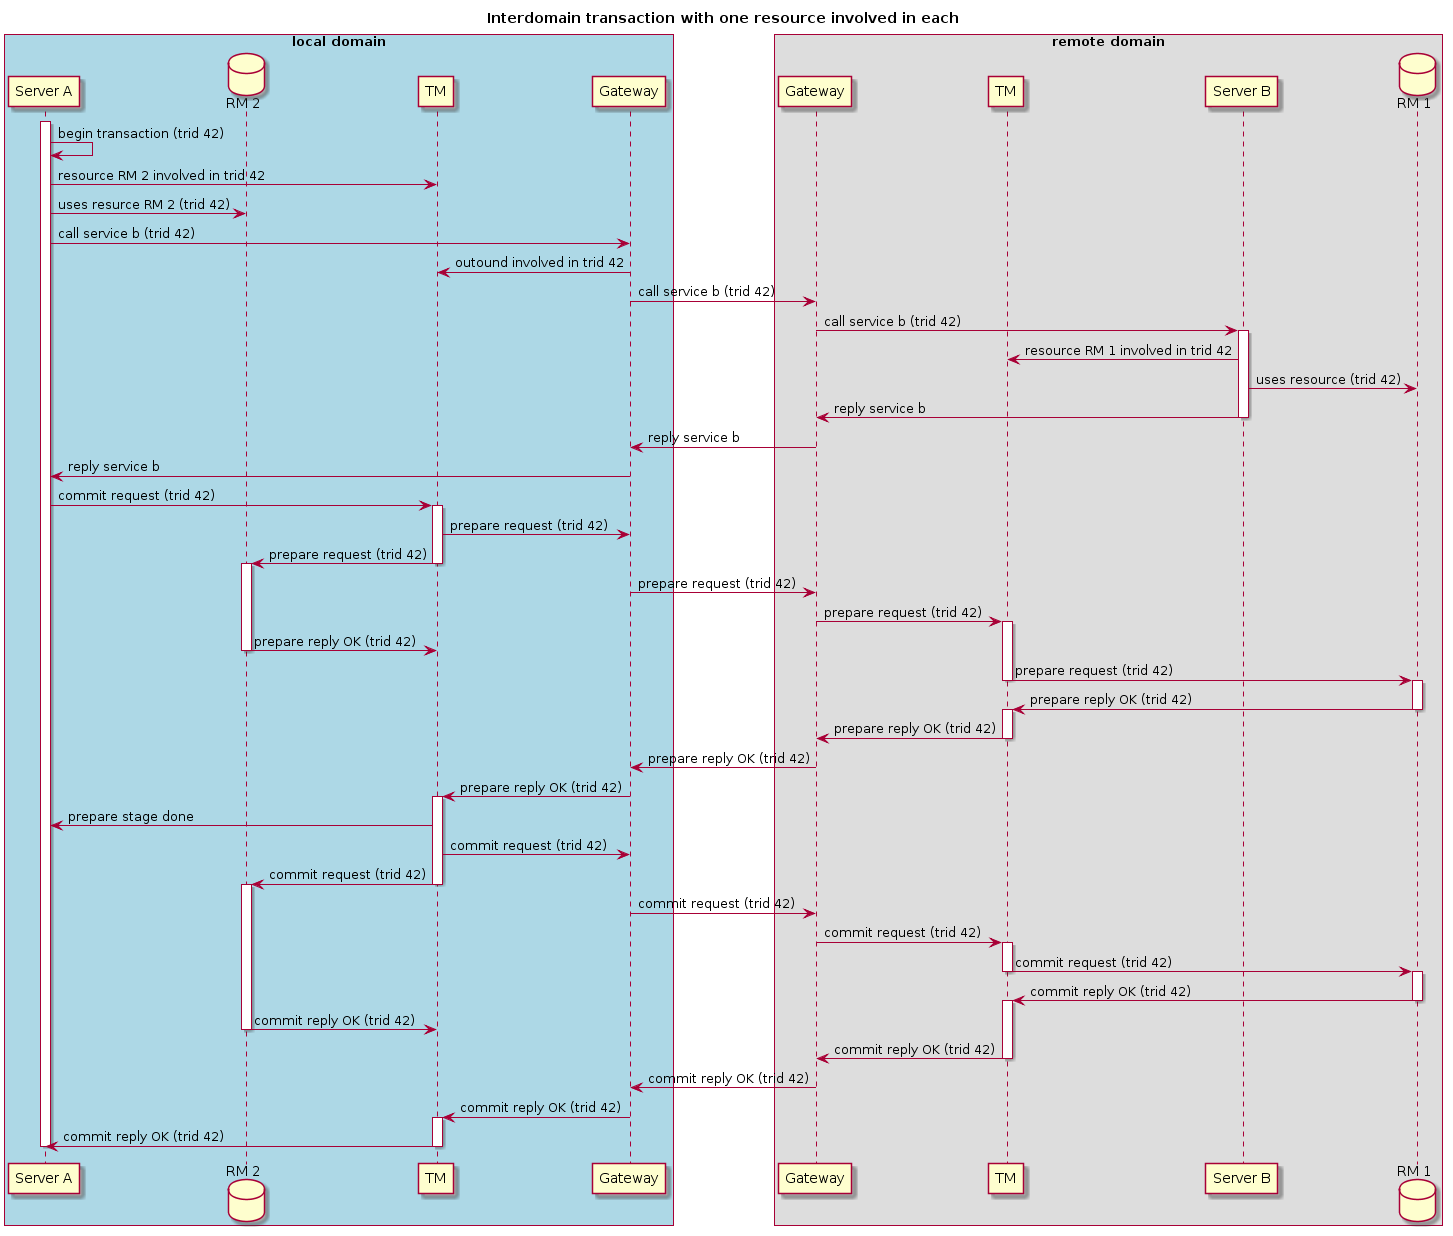 Interdomain transaction with one resource involved in each
local domain
remote domain
Server A
RM 2
TM
Gateway
Gateway
TM
Server B
RM 1
begin transaction (trid 42)
resource RM 2 involved in trid 42
uses resurce RM 2 (trid 42)
call service b (trid 42)
outound involved in trid 42
call service b (trid 42)
call service b (trid 42)
resource RM 1 involved in trid 42
uses resource (trid 42)
reply service b
reply service b
reply service b
commit request (trid 42)
prepare request (trid 42)
prepare request (trid 42)
prepare request (trid 42)
prepare request (trid 42)
prepare reply OK (trid 42)
prepare request (trid 42)
prepare reply OK (trid 42)
prepare reply OK (trid 42)
prepare reply OK (trid 42)
prepare reply OK (trid 42)
prepare stage done
commit request (trid 42)
commit request (trid 42)
commit request (trid 42)
commit request (trid 42)
commit request (trid 42)
commit reply OK (trid 42)
commit reply OK (trid 42)
commit reply OK (trid 42)
commit reply OK (trid 42)
commit reply OK (trid 42)
commit reply OK (trid 42)
Server A
RM 2
TM
Gateway
Gateway
TM
Server B
RM 1